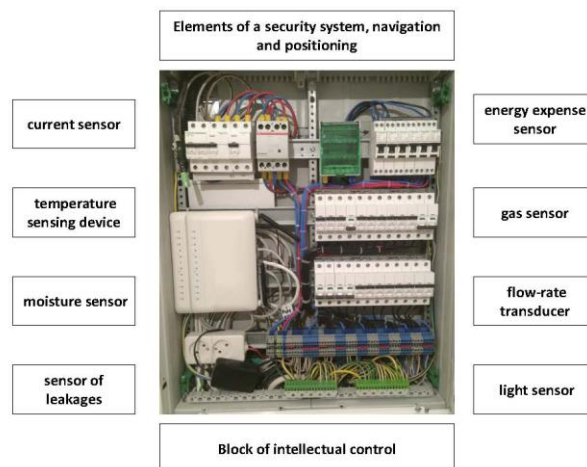 Elements of a security system, navigation
and positioning
current sensor
energy expense
sensor
temperature
sensing device
gas sensor
moisture sensor
flow-rate
transducer
sensor of
leakages
light sensor
Block of intellectual control